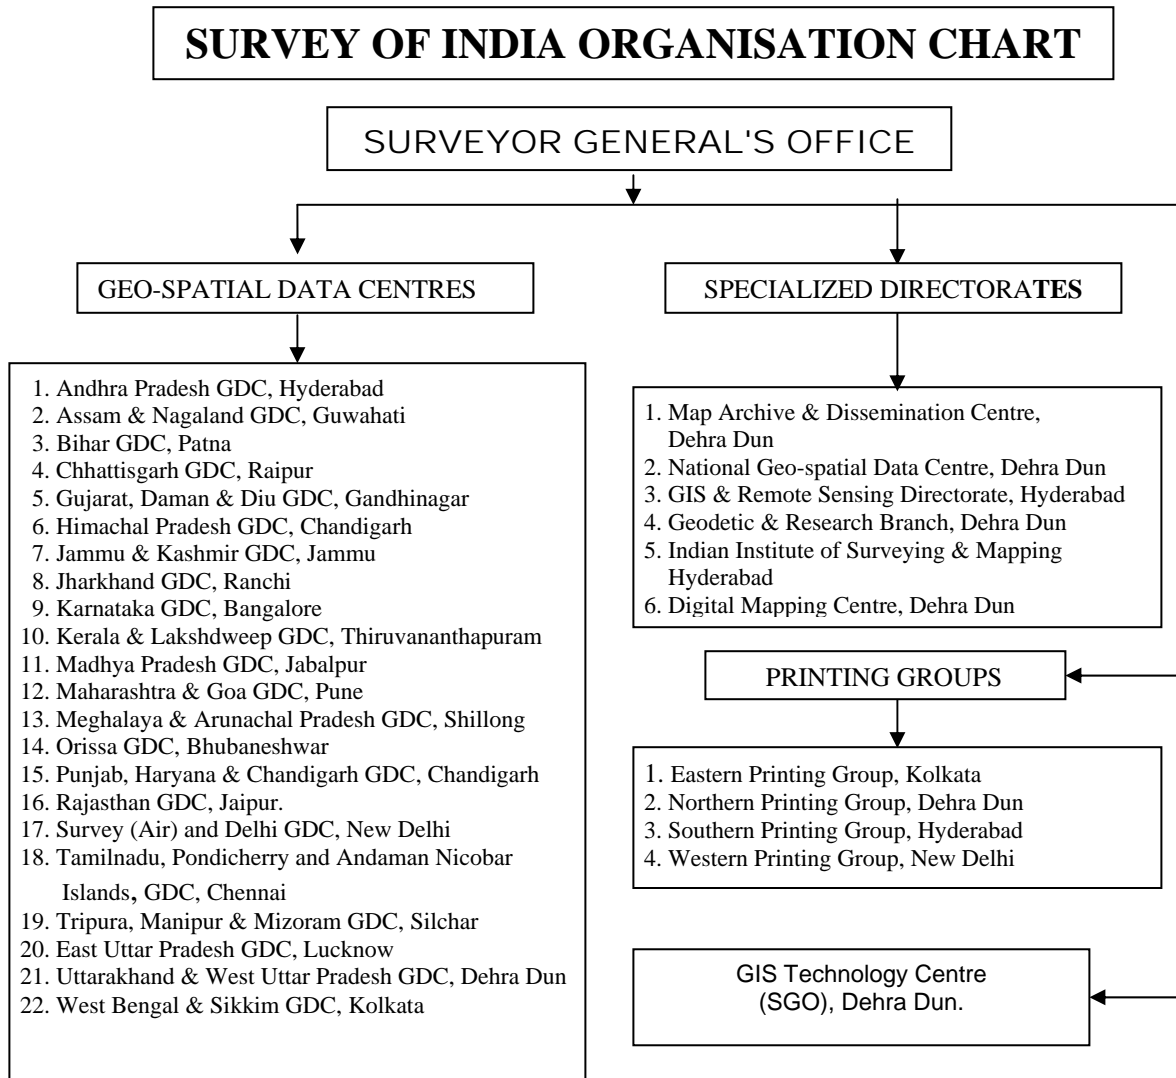 SURVEY OF INDIA ORGANISATION CHART
SURVEYOR GENERAL'S OFFICE
GEO-SPATIAL DATA CENTRES
1. Andhra Pradesh GDC, Hyderabad
2. Assam & Nagaland GDC, Guwahati
3. Bihar GDC, Patna
4. Chhattisgarh GDC, Raipur
5. Gujarat, Daman & Diu GDC, Gandhinagar
6. Himachal Pradesh GDC, Chandigarh
7. Jammu & Kashmir GDC, Jammu
8. Jharkhand GDC, Ranchi
9. Karnataka GDC, Bangalore
10. Kerala & Lakshdweep GDC, Thiruvananthapuram
11. Madhya Pradesh GDC, Jabalpur
12. Maharashtra & Goa GDC, Pune
13. Meghalaya & Arunachal Pradesh GDC, Shillong
14. Orissa GDC, Bhubaneshwar
15. Punjab, Haryana & Chandigarh GDC, Chandigarh
16. Rajasthan GDC, Jaipur.
17. Survey (Air) and Delhi GDC, New Delhi
18. Tamilnadu, Pondicherry and Andaman Nicobar
Islands, GDC, Chennai
19. Tripura, Manipur & Mizoram GDC, Silchar
20. East Uttar Pradesh GDC, Lucknow
21. Uttarakhand & West Uttar Pradesh GDC, Dehra Dun
22. West Bengal & Sikkim GDC, Kolkata
SPECIALIZED DIRECTORATES
1. Map Archive & Dissemination Centre,
Dehra Dun
2. National Geo-spatial Data Centre, Dehra Dun
3. GIS & Remote Sensing Directorate, Hyderabad
4. Geodetic & Research Branch, Dehra Dun
5. Indian Institute of Surveying & Mapping
Hyderabad
6. Digital Mapping Centre, Dehra Dun
PRINTING GROUPS
1. Eastern Printing Group, Kolkata
2. Northern Printing Group, Dehra Dun
3. Southern Printing Group, Hyderabad
4. Western Printing Group, New Delhi
GIS Technology Centre
(SGO), Dehra Dun.